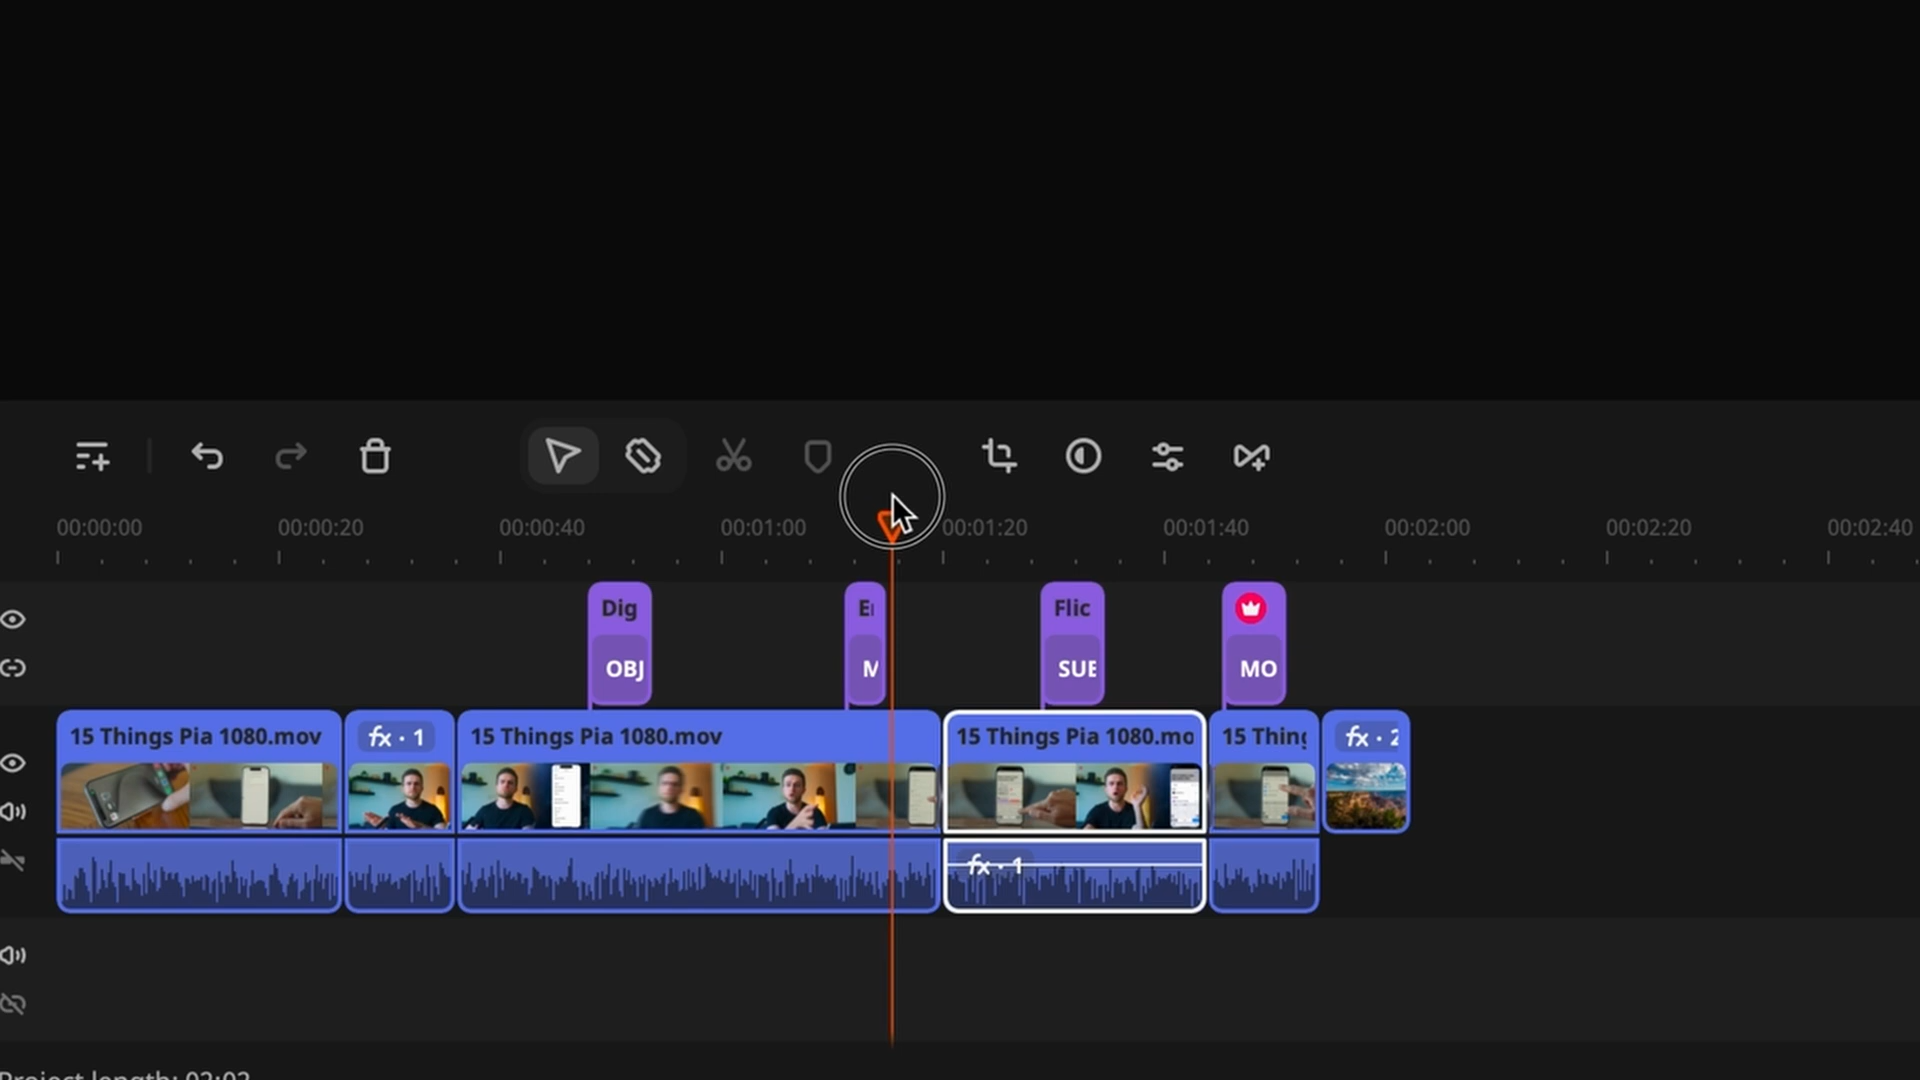 00:00:00 00:00:20 00:00:40 00:01:00 00:01:20 00:01:40 00:02:00 00:02:20 00:02:40
Dig Flic
OBJ SUE MO
15 Things Pia 1080.mov fx · 1 15 Things Pia 1080.mov 15 Things Pia 1080.mo 15 Thing fx · 2
fx · 1
Project length: 02:02